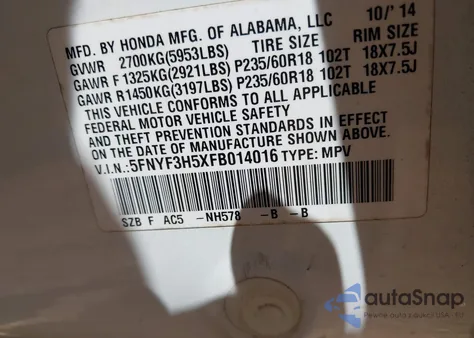 MFD. BY HONDA MFG. OF ALABAMA, LLC 10/'14
GVWR 2700KG(5953LBS) TIRE SIZE RIM SIZE
GAWR F 1325KG(2921LBS) P235/60R18 102T 18X7.5J
GAWR R1450KG(3197LBS) P235/60R18 102T 18X7.5J
THIS VEHICLE CONFORMS TO ALL APPLICABLE
FEDERAL MOTOR VEHICLE SAFETY
AND THEFT PREVENTION STANDARDS IN EFFECT
ON THE DATE OF MANUFACTURE SHOWN ABOVE.
V.I.N.:5FNYF3H5XFB014016 TYPE: MPV
SZB F AC5 -NH578 -B -B
autoSnap